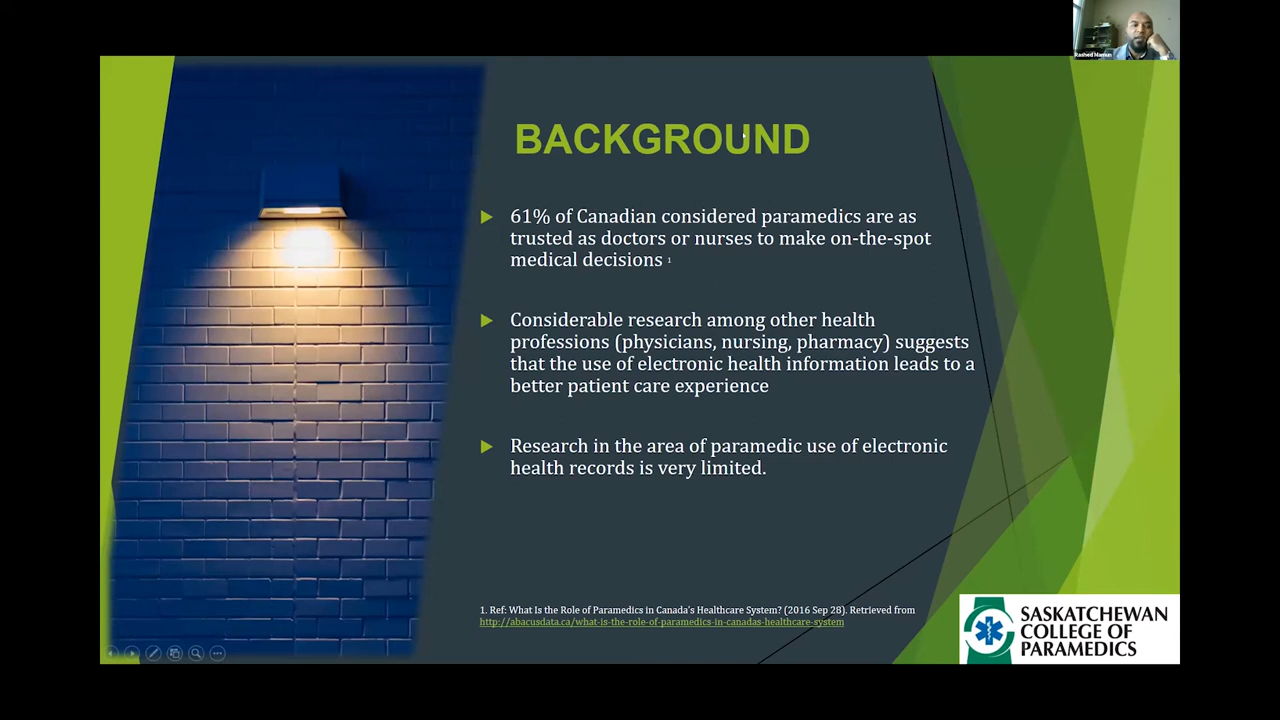 Rashed Mamun
BACKGROUND
61% of Canadian considered paramedics are as
trusted as doctors or nurses to make on-the-spot
medical decisions 1
Considerable research among other health
professions (physicians, nursing, pharmacy) suggests
that the use of electronic health information leads to a
better patient care experience
Research in the area of paramedic use of electronic
health records is very limited.
1. Ref: What Is the Role of Paramedics in Canada's Healthcare System? (2016 Sep 28). Retrieved from
http://abacusdata.ca/what-is-the-role-of-paramedics-in-canadas-healthcare-system
SASKATCHEWAN
COLLEGE OF
PARAMEDICS